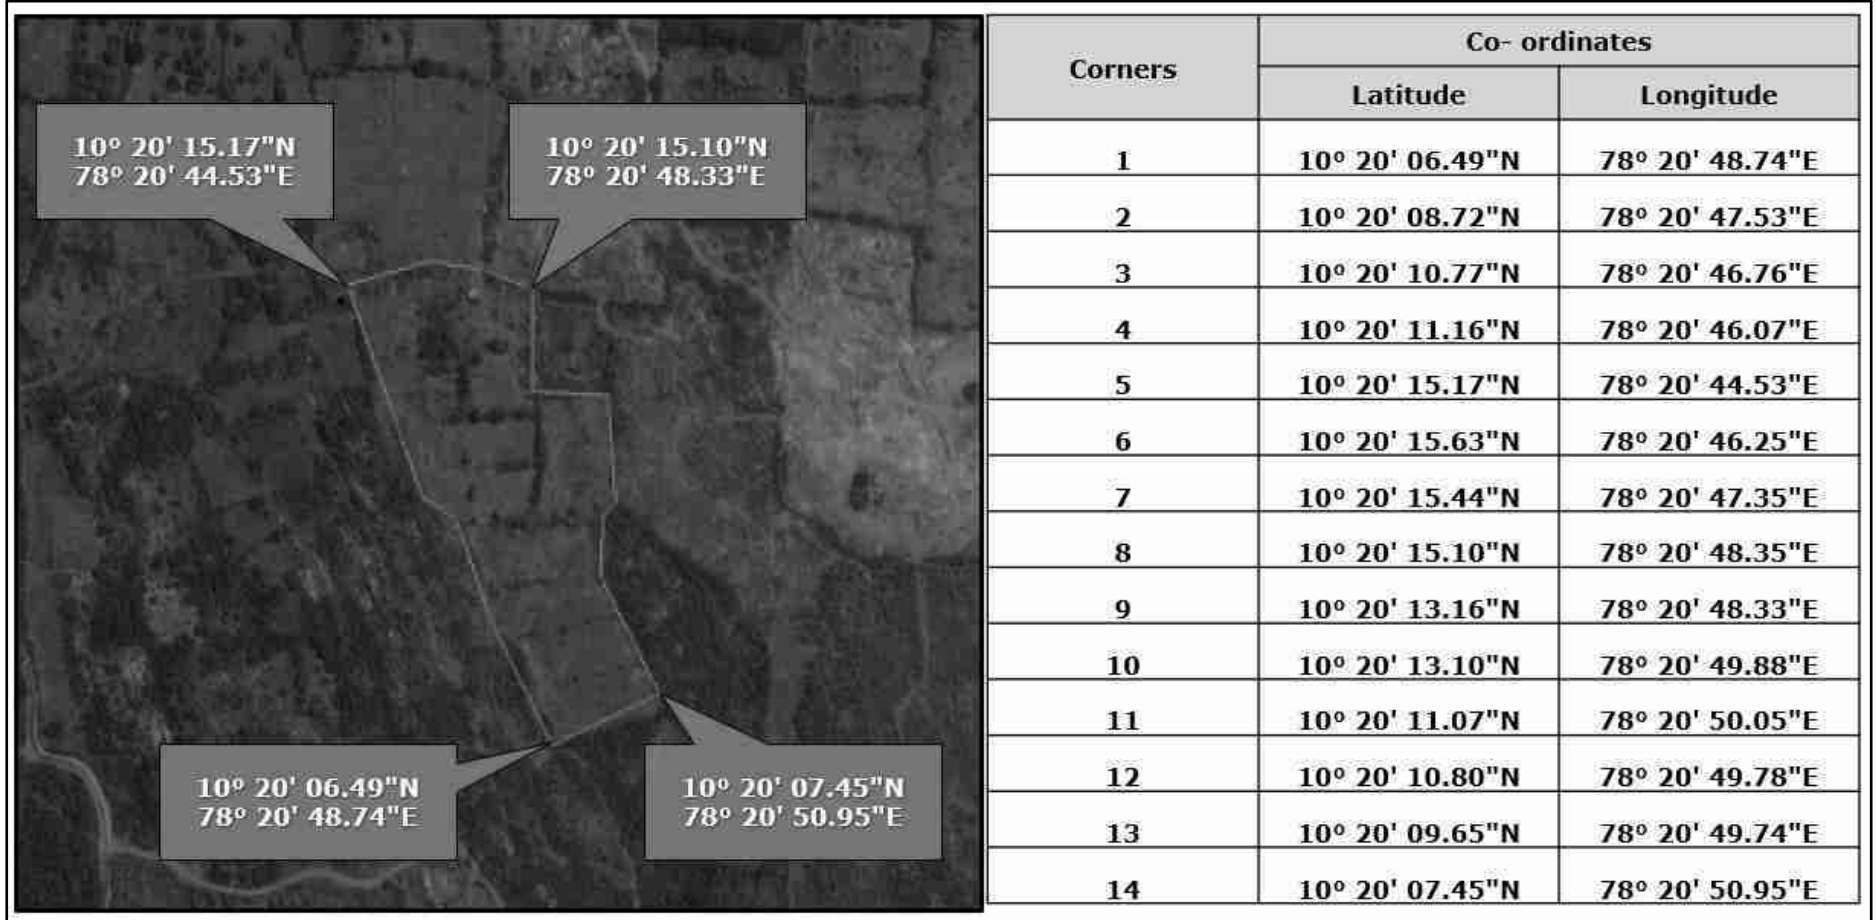 10º 20' 15.17"N
78º 20' 44.53"E
10º 20' 15.10"N
78º 20' 48.33"E
10º 20' 06.49"N
78º 20' 48.74"E
10º 20' 07.45"N
78º 20' 50.95"E
Corners Co- ordinates
Latitude Longitude
1 10º 20' 06.49"N 78º 20' 48.74"E
2 10º 20' 08.72"N 78º 20' 47.53"E
3 10º 20' 10.77"N 78º 20' 46.76"E
4 10º 20' 11.16"N 78º 20' 46.07"E
5 10º 20' 15.17"N 78º 20' 44.53"E
6 10º 20' 15.63"N 78º 20' 46.25"E
7 10º 20' 15.44"N 78º 20' 47.35"E
8 10º 20' 15.10"N 78º 20' 48.35"E
9 10º 20' 13.16"N 78º 20' 48.33"E
10 10º 20' 13.10"N 78º 20' 49.88"E
11 10º 20' 11.07"N 78º 20' 50.05"E
12 10º 20' 10.80"N 78º 20' 49.78"E
13 10º 20' 09.65"N 78º 20' 49.74"E
14 10º 20' 07.45"N 78º 20' 50.95"E